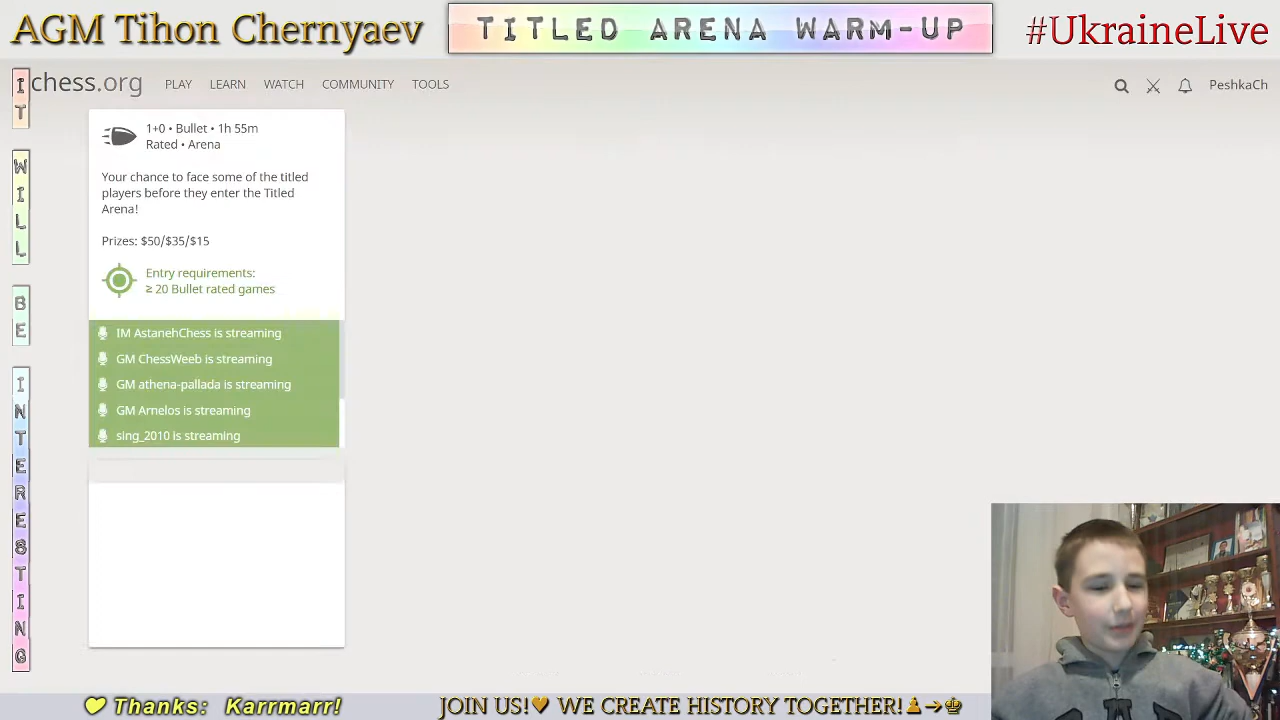 AGM Tihon Chernyaev
TITLED ARENA WARM-UP
#UkraineLive
IT WILL BE INTERESTING
chess.org
PLAY LEARN WATCH COMMUNITY TOOLS
PeshkaCh
1+0 • Bullet • 1h 55m
Rated • Arena
Your chance to face some of the titled
players before they enter the Titled
Arena!
Prizes: $50/$35/$15
Entry requirements:
≥ 20 Bullet rated games
IM AstanehChess is streaming
GM ChessWeeb is streaming
GM athena-pallada is streaming
GM Arnelos is streaming
sing_2010 is streaming
Thanks: Karrmarr!
JOIN US!🧡 WE CREATE HISTORY TOGETHER!♟→♚